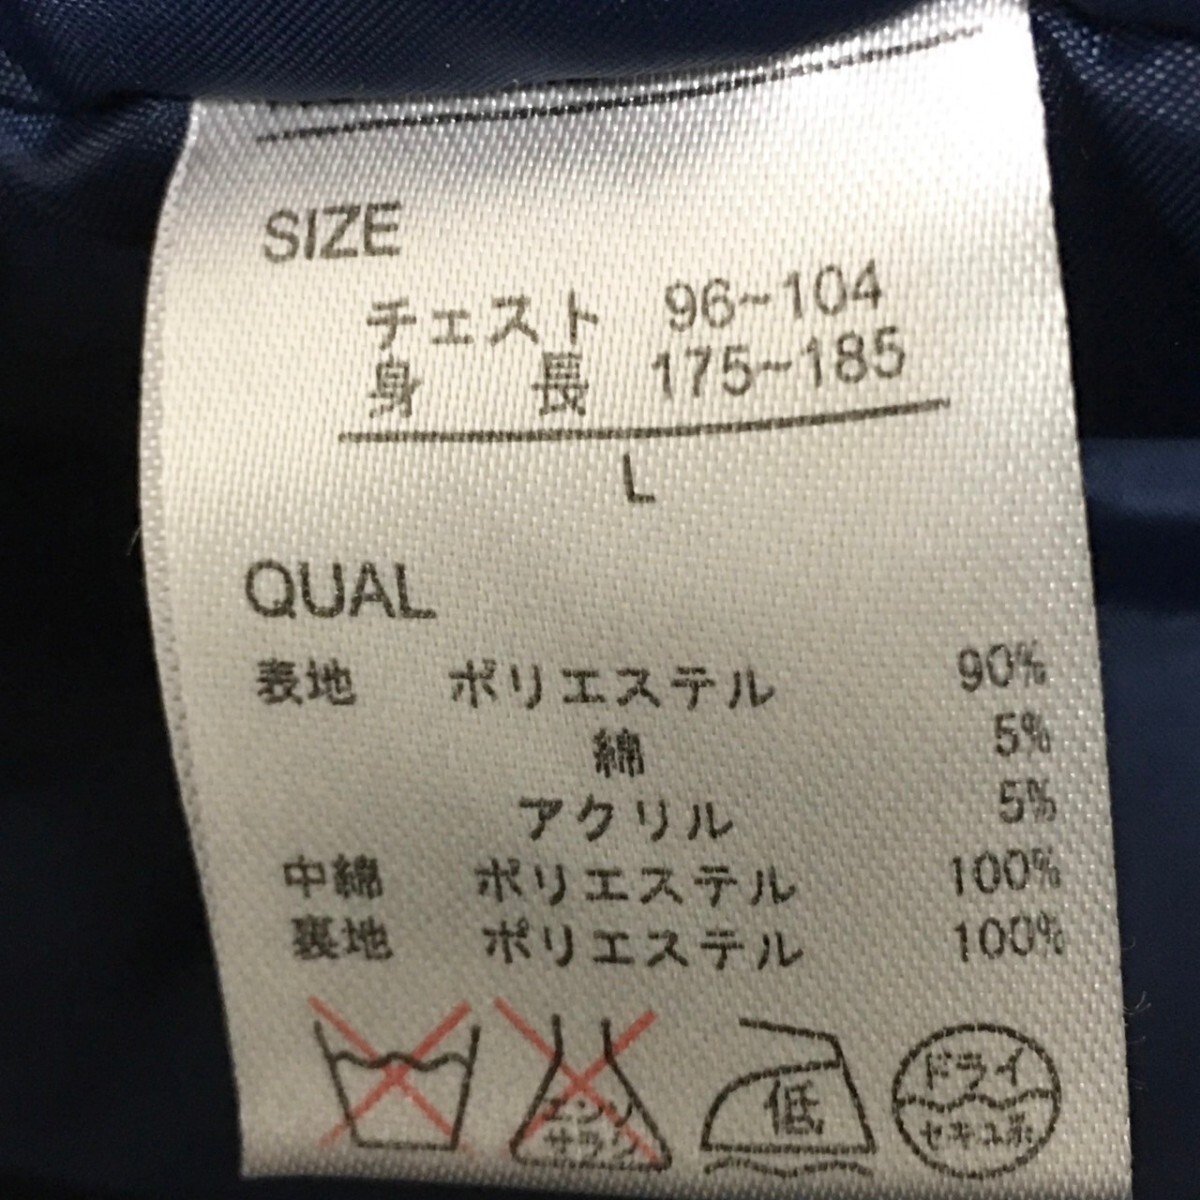 SIZE
チェスト 96~104
身長 175~185
L
QUAL
表地 ポリエステル 90%
綿 5%
アクリル 5%
中綿 ポリエステル 100%
裏地 ポリエステル 100%
エンソ
サラシ
低
ドライ
セキユ系